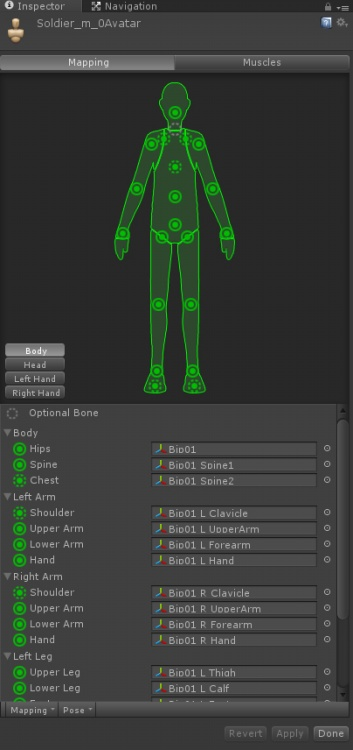 Inspector Navigation
Soldier_m_0Avatar
Mapping Muscles
Body
Head
Left Hand
Right Hand
Optional Bone
Body
Hips Bip01
Spine Bip01 Spine1
Chest Bip01 Spine2
Left Arm
Shoulder Bip01 L Clavicle
Upper Arm Bip01 L UpperArm
Lower Arm Bip01 L Forearm
Hand Bip01 L Hand
Right Arm
Shoulder Bip01 R Clavicle
Upper Arm Bip01 R UpperArm
Lower Arm Bip01 R Forearm
Hand Bip01 R Hand
Left Leg
Upper Leg Bip01 L Thigh
Lower Leg Bip01 L Calf
Mapping Pose
Revert Apply Done